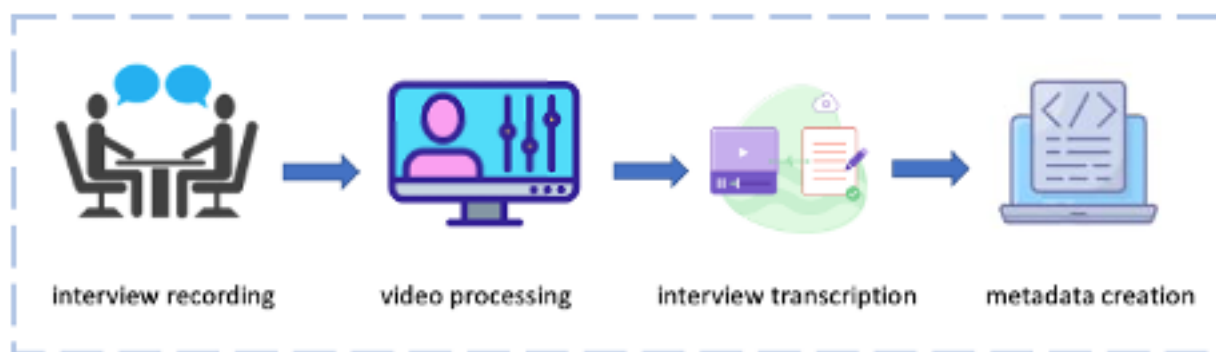 interview recording
video processing
interview transcription
metadata creation